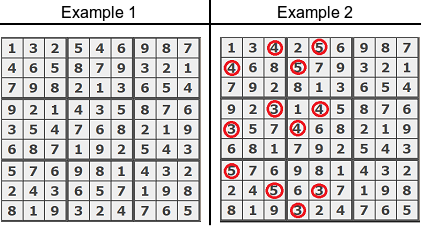 Example 1
1 3 2 5 4 6 9 8 7
4 6 5 8 7 9 3 2 1
7 9 8 2 1 3 6 5 4
9 2 1 4 3 5 8 7 6
3 5 4 7 6 8 2 1 9
6 8 7 1 9 2 5 4 3
5 7 6 9 8 1 4 3 2
2 4 3 6 5 7 1 9 8
8 1 9 3 2 4 7 6 5
Example 2
1 3 4 2 5 6 9 8 7
4 6 8 5 7 9 3 2 1
7 9 2 8 1 3 6 5 4
9 2 3 1 4 5 8 7 6
3 5 7 4 6 8 2 1 9
6 8 1 7 9 2 5 4 3
5 7 6 9 8 1 4 3 2
2 4 5 6 3 7 1 9 8
8 1 9 3 2 4 7 6 5